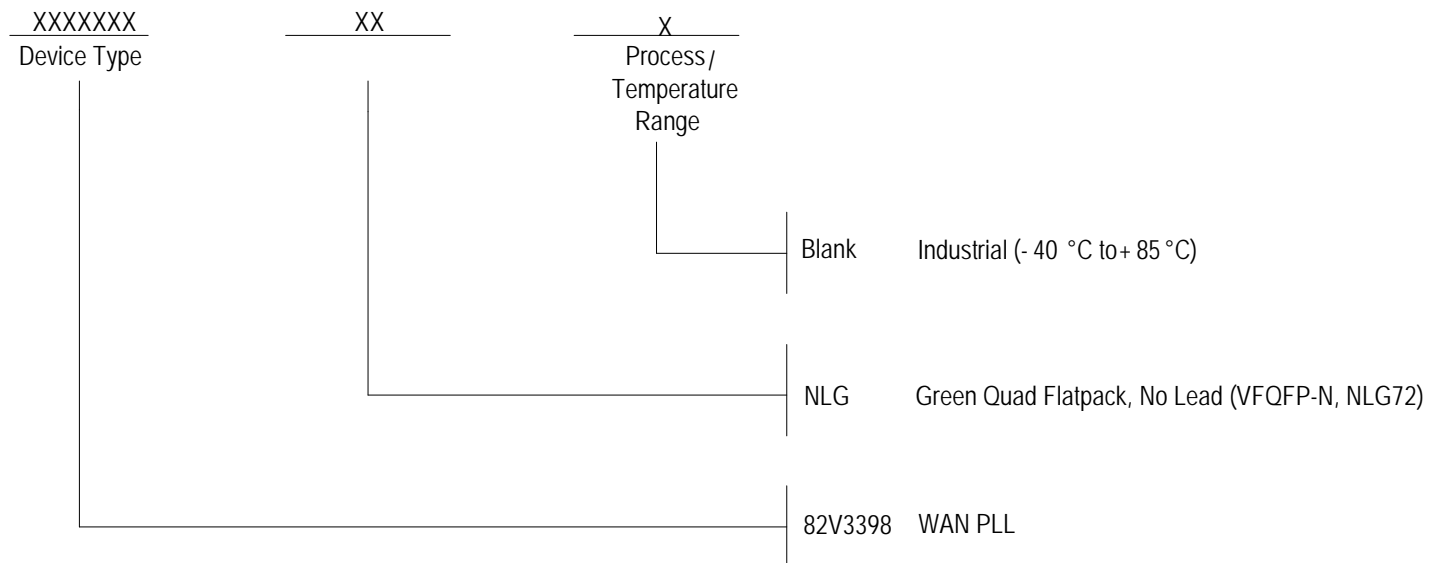 XXXXXXX XX X
Device Type
Process/
Temperature
Range
Blank Industrial (- 40 °C to + 85 °C)
NLG Green Quad Flatpack, No Lead (VFQFP-N, NLG72)
82V3398 WAN PLL